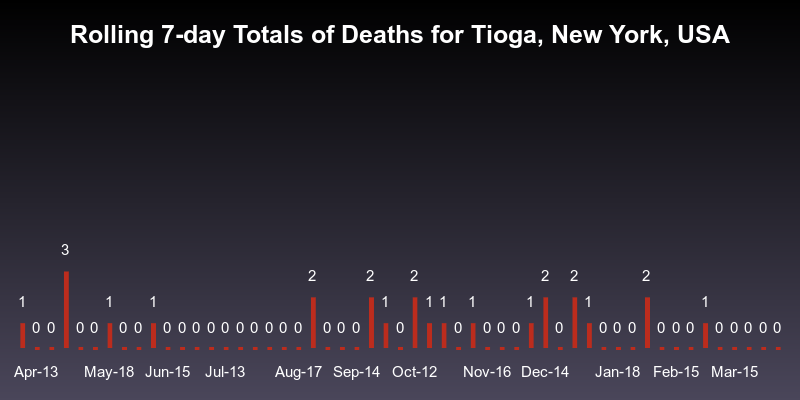 Rolling 7-day Totals of Deaths for Tioga, New York, USA
3
2 2 2 2 2 2
1 1 1 1 1 1 1 1 1 1
0 0 0 0 0 0 0 0 0 0 0 0 0 0 0 0 0 0 0 0 0 0 0 0 0 0 0 0 0 0 0 0 0 0 0 0
Apr-13 May-18 Jun-15 Jul-13 Aug-17 Sep-14 Oct-12 Nov-16 Dec-14 Jan-18 Feb-15 Mar-15